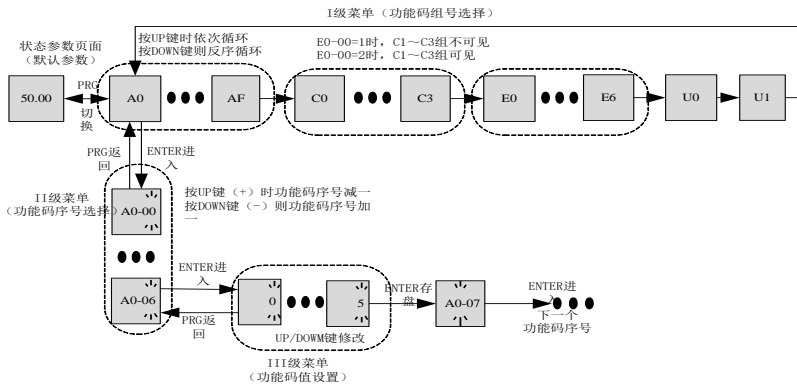 I级菜单（功能码组号选择）
状态参数页面
（默认参数）
按UP键时依次循环
按DOWN键则反序循环
E0-00=1时，C1～C3组不可见
E0-00=2时，C1～C3组可见
50.00
PRG
切
换
A0
AF
C0
C3
E0
E6
U0
U1
PRG返
回
ENTER进
入
II级菜单
（功能码序号选择）
A0-00
按UP键（+）时功能码序号减一
按DOWN键（-）则功能码序号加
一
A0-06
ENTER进
入
PRG返
回
0
5
UP/DOWM键修改
ENTER存
盘
A0-07
ENTER进
入
下一个
功能码序号
III级菜单
（功能码值设置）